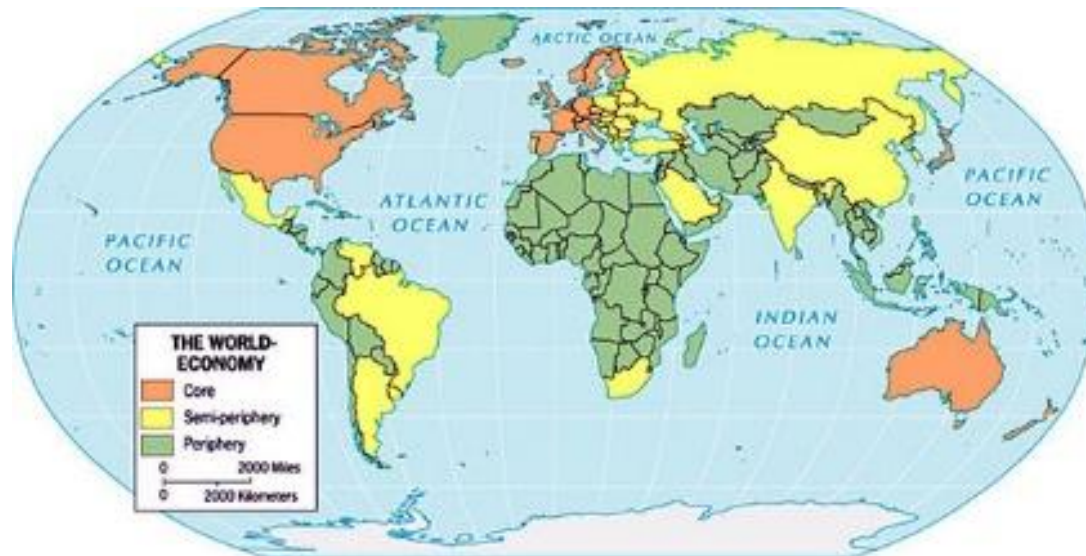 ARCTIC OCEAN
ATLANTIC
OCEAN
PACIFIC
OCEAN
PACIFIC
OCEAN
INDIAN
OCEAN
THE WORLD-
ECONOMY
Core
Semi-periphery
Periphery
0 2000 Miles
0 2000 Kilometers